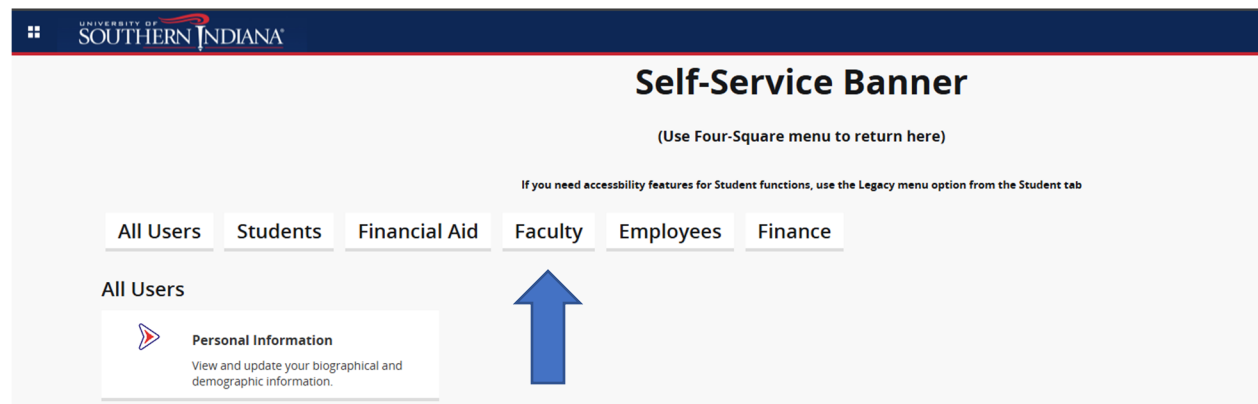 UNIVERSITY OF
SOUTHERN INDIANA
Self-Service Banner
(Use Four-Square menu to return here)
If you need accessbility features for Student functions, use the Legacy menu option from the Student tab
All Users Students Financial Aid Faculty Employees Finance
All Users
Personal Information
View and update your biographical and
demographic information.